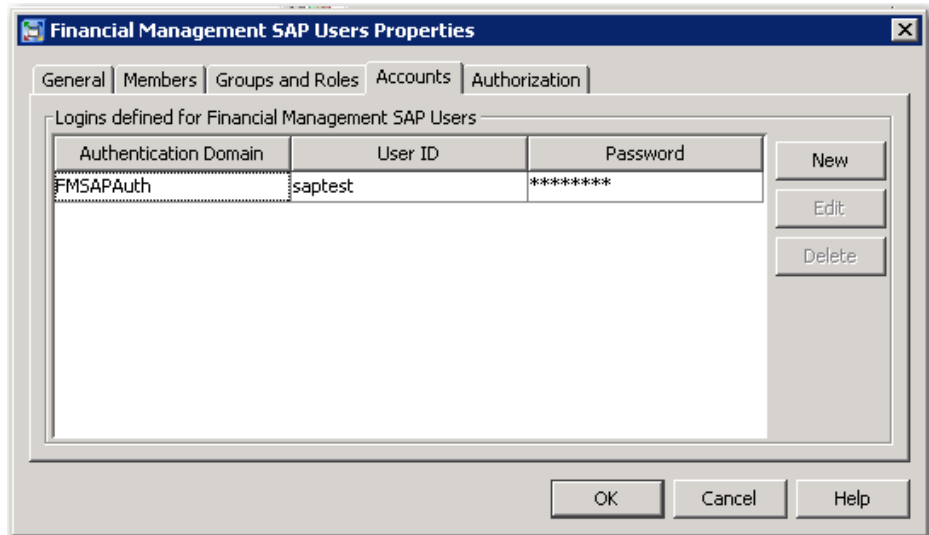 Financial Management SAP Users Properties
General Members Groups and Roles Accounts Authorization
Logins defined for Financial Management SAP Users
Authentication Domain User ID Password
FMSAPAuth saptest ********
New
Edit
Delete
OK Cancel Help